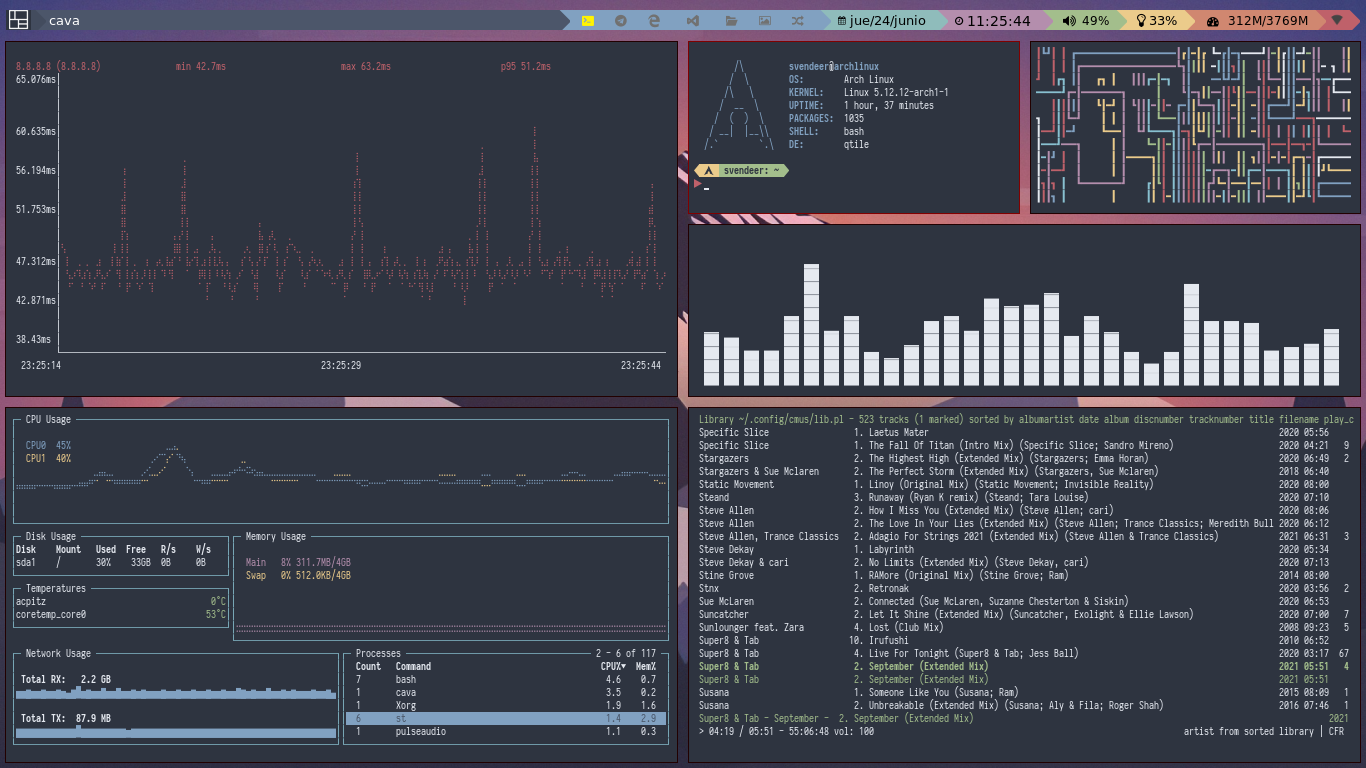 cava
jue/24/junio
11:25:44
49%
33%
312M/3769M
8.8.8.8 (8.8.8.8) min 42.7ms max 63.2ms p95 51.2ms
65.076ms
60.635ms
56.194ms
51.753ms
47.312ms
42.871ms
38.43ms
23:25:14 23:25:29 23:25:44
svendeer@archlinux
OS: Arch Linux
KERNEL: Linux 5.12.12-arch1-1
UPTIME: 1 hour, 37 minutes
PACKAGES: 1035
SHELL: bash
DE: qtile
svendeer: ~
CPU Usage
CPU0 45%
CPU1 40%
Disk Usage
Disk Mount Used Free R/s W/s
sda1 / 30% 33GB 0B 0B
Temperatures
acpitz 0°C
coretemp_core0 53°C
Memory Usage
Main 8% 311.7MB/4GB
Swap 0% 512.0KB/4GB
Network Usage
Total RX: 2.2 GB
Total TX: 87.9 MB
Processes 2 - 6 of 117
Count Command CPU%▾ Mem%
7 bash 4.6 0.7
1 cava 3.5 0.2
1 Xorg 1.9 1.6
6 st 1.4 2.9
1 pulseaudio 1.1 0.3
Library ~/.config/cmus/lib.pl - 523 tracks (1 marked) sorted by albumartist date album discnumber tracknumber title filename play_c
Specific Slice 1. Laetus Mater 2020 05:56
Specific Slice 1. The Fall Of Titan (Intro Mix) (Specific Slice; Sandro Mireno) 2020 04:21 9
Stargazers 2. The Highest High (Extended Mix) (Stargazers; Emma Horan) 2020 06:49 2
Stargazers & Sue Mclaren 2. The Perfect Storm (Extended Mix) (Stargazers, Sue Mclaren) 2018 06:40
Static Movement 1. Linoy (Original Mix) (Static Movement; Invisible Reality) 2020 08:00
Steand 3. Runaway (Ryan K remix) (Steand; Tara Louise) 2020 07:10
Steve Allen 2. How I Miss You (Extended Mix) (Steve Allen; cari) 2020 08:06
Steve Allen 2. The Love In Your Lies (Extended Mix) (Steve Allen; Trance Classics; Meredith Bull 2020 06:12
Steve Allen, Trance Classics 2. Adagio For Strings 2021 (Extended Mix) (Steve Allen & Trance Classics) 2021 06:31 3
Steve Dekay 1. Labyrinth 2020 05:34
Steve Dekay & cari 2. No Limits (Extended Mix) (Steve Dekay, cari) 2020 07:13
Stine Grove 1. RAMore (Original Mix) (Stine Grove; Ram) 2014 08:00
Stnx 2. Retronak 2020 03:56 2
Sue McLaren 2. Connected (Sue McLaren, Suzanne Chesterton & Siskin) 2020 06:53
Suncatcher 2. Let It Shine (Extended Mix) (Suncatcher, Exolight & Ellie Lawson) 2020 07:00 7
Sunlounger feat. Zara 4. Lost (Club Mix) 2008 09:23 5
Super8 & Tab 10. Irufushi 2010 06:52
Super8 & Tab 4. Live For Tonight (Super8 & Tab; Jess Ball) 2020 03:17 67
Super8 & Tab 2. September (Extended Mix) 2021 05:51 4
Super8 & Tab 2. September (Extended Mix) 2021 05:51
Susana 1. Someone Like You (Susana; Ram) 2015 08:09 1
Susana 2. Unbreakable (Extended Mix) (Susana; Aly & Fila; Roger Shah) 2016 07:46 1
Super8 & Tab - September - 2. September (Extended Mix) 2021
> 04:19 / 05:51 - 55:06:48 vol: 100 artist from sorted library | CFR